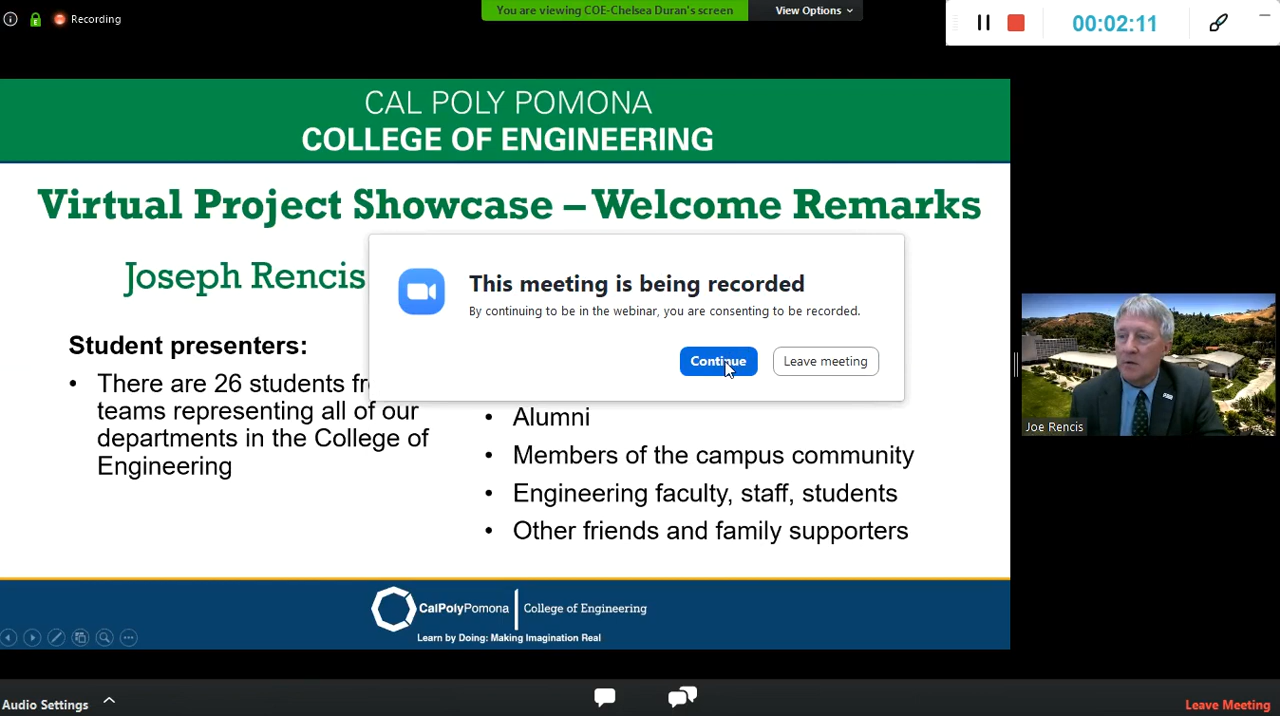 Recording
You are viewing COE-Chelsea Duran's screen
View Options
00:02:11
CAL POLY POMONA
COLLEGE OF ENGINEERING
Virtual Project Showcase – Welcome Remarks
Joseph Rencis
This meeting is being recorded
By continuing to be in the webinar, you are consenting to be recorded.
Continue
Leave meeting
Student presenters:
• There are 26 students
teams representing all of our
departments in the College of
Engineering
• Alumni
• Members of the campus community
• Engineering faculty, staff, students
• Other friends and family supporters
Joe Rencis
CalPolyPomona
College of Engineering
Learn by Doing: Making Imagination Real
Audio Settings
Leave Meeting